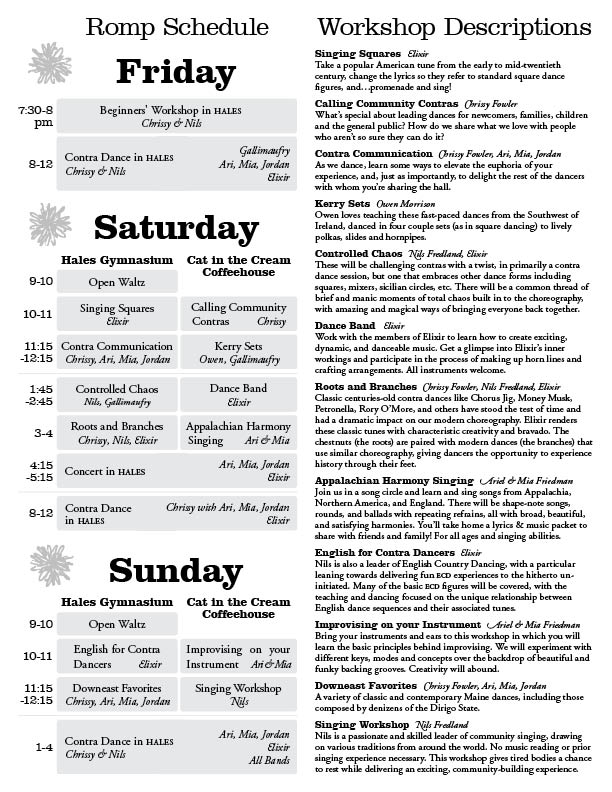 Romp Schedule
Friday
7:30-8 pm
Beginners' Workshop in HALES
Chrissy & Nils
8-12
Contra Dance in HALES
Chrissy & Nils
Gallimaufry
Ari, Mia, Jordan
Elixir
Saturday
Hales Gymnasium
Cat in the Cream
Coffeehouse
9-10
Open Waltz
10-11
Singing Squares
Elixir
Calling Community
Contras Chrissy
11:15
-12:15
Contra Communication
Chrissy, Ari, Mia, Jordan
Kerry Sets
Owen, Gallimaufry
1:45
-2:45
Controlled Chaos
Nils, Gallimaufry
Dance Band
Elixir
3-4
Roots and Branches
Chrissy, Nils, Elixir
Appalachian Harmony
Singing Ari & Mia
4:15
-5:15
Concert in HALES
Ari, Mia, Jordan
Elixir
8-12
Contra Dance
in HALES
Chrissy with Ari, Mia, Jordan
Elixir
Sunday
Hales Gymnasium
Cat in the Cream
Coffeehouse
9-10
Open Waltz
10-11
English for Contra
Dancers Elixir
Improvising on your
Instrument Ari & Mia
11:15
-12:15
Downeast Favorites
Chrissy, Ari, Mia, Jordan
Singing Workshop
Nils
1-4
Contra Dance in HALES
Chrissy & Nils
Ari, Mia, Jordan
Elixir
All Bands
Workshop Descriptions
Singing Squares Elixir
Take a popular American tune from the early to mid-twentieth
century, change the lyrics so they refer to standard square dance
figures, and…promenade and sing!
Calling Community Contras Chrissy Fowler
What's special about leading dances for newcomers, families, children
and the general public? How do we share what we love with people
who aren't so sure they can do it?
Contra Communication Chrissy Fowler, Ari, Mia, Jordan
As we dance, learn some ways to elevate the euphoria of your
experience, and, just as importantly, to delight the rest of the dancers
with whom you're sharing the hall.
Kerry Sets Owen Morrison
Owen loves teaching these fast-paced dances from the Southwest of
Ireland, danced in four couple sets (as in square dancing) to lively
polkas, slides and hornpipes.
Controlled Chaos Nils Fredland, Elixir
These will be challenging contras with a twist, in primarily a contra
dance session, but one that embraces other dance forms including
squares, mixers, sicilian circles, etc. There will be a common thread of
brief and manic moments of total chaos built in to the choreography,
with amazing and magical ways of bringing everyone back together.
Dance Band Elixir
Work with the members of Elixir to learn how to create exciting,
dynamic, and danceable music. Get a glimpse into Elixir's inner
workings and participate in the process of making up horn lines and
crafting arrangements. All instruments welcome.
Roots and Branches Chrissy Fowler, Nils Fredland, Elixir
Classic centuries-old contra dances like Chorus Jig, Money Musk,
Petronella, Rory O'More, and others have stood the test of time and
had a dramatic impact on our modern choreography. Elixir renders
these classic tunes with characteristic creativity and bravado. The
chestnuts (the roots) are paired with modern dances (the branches) that
use similar choreography, giving dancers the opportunity to experience
history through their feet.
Appalachian Harmony Singing Ariel & Mia Friedman
Join us in a song circle and learn and sing songs from Appalachia,
Northern America, and England. There will be shape-note songs,
rounds, and ballads with repeating refrains, all with broad, beautiful,
and satisfying harmonies. You'll take home a lyrics & music packet to
share with friends and family! For all ages and singing abilities.
English for Contra Dancers Elixir
Nils is also a leader of English Country Dancing, with a particular
leaning towards delivering fun ECD experiences to the hitherto un-
initiated. Many of the basic ECD figures will be covered, with the
teaching and dancing focused on the unique relationship between
English dance sequences and their associated tunes.
Improvising on your Instrument Ariel & Mia Friedman
Bring your instruments and ears to this workshop in which you will
learn the basic principles behind improvising. We will experiment with
different keys, modes and concepts over the backdrop of beautiful and
funky backing grooves. Creativity will abound.
Downeast Favorites Chrissy Fowler, Ari, Mia, Jordan
A variety of classic and contemporary Maine dances, including those
composed by denizens of the Dirigo State.
Singing Workshop Nils Fredland
Nils is a passionate and skilled leader of community singing, drawing
on various traditions from around the world. No music reading or prior
singing experience necessary. This workshop gives tired bodies a chance
to rest while delivering an exciting, community-building experience.